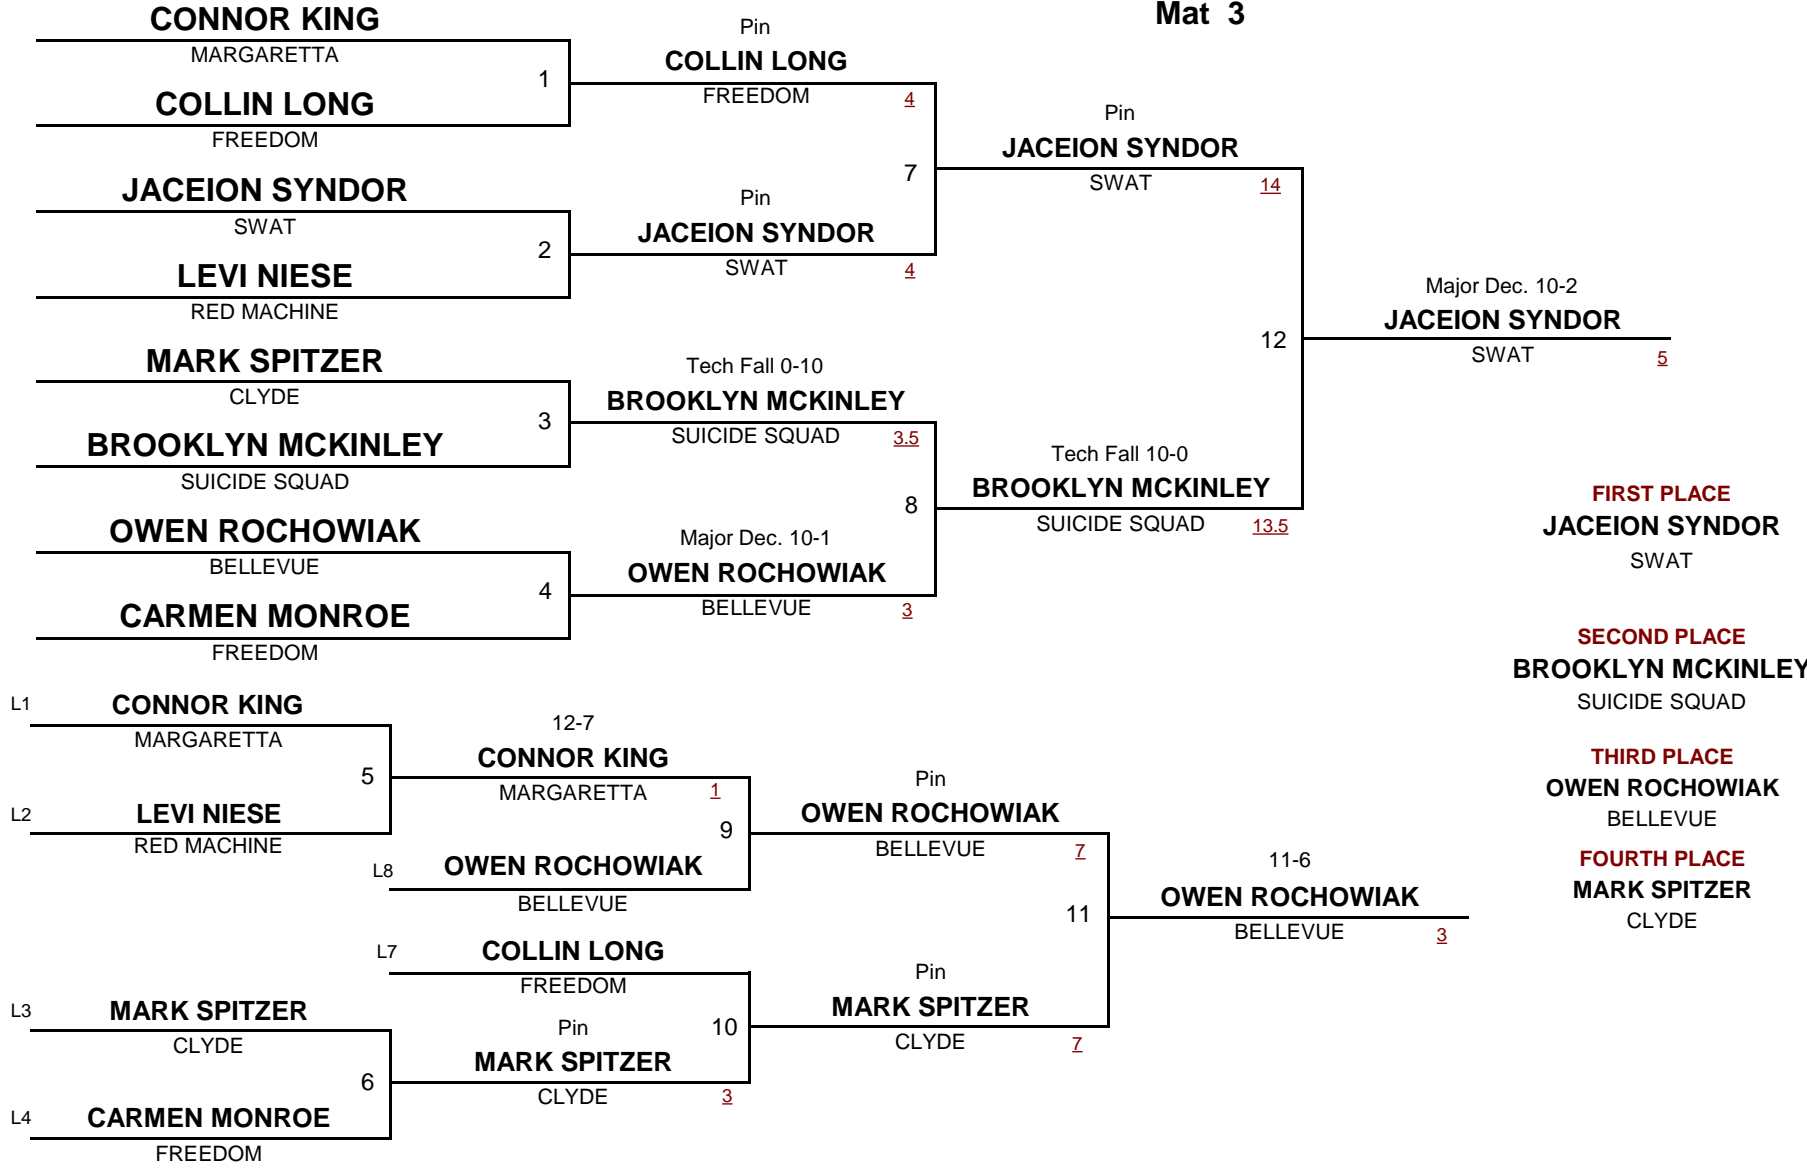 Mat 3
CONNOR KING
MARGARETTA
1
COLLIN LONG
FREEDOM
Pin
COLLIN LONG
FREEDOM 4
JACEION SYNDOR
SWAT
2
LEVI NIESE
RED MACHINE
Pin
JACEION SYNDOR
SWAT 4
7
Pin
JACEION SYNDOR
SWAT 14
MARK SPITZER
CLYDE
3
BROOKLYN MCKINLEY
SUICIDE SQUAD
Tech Fall 0-10
BROOKLYN MCKINLEY
SUICIDE SQUAD 3.5
OWEN ROCHOWIAK
BELLEVUE
4
CARMEN MONROE
FREEDOM
Major Dec. 10-1
OWEN ROCHOWIAK
BELLEVUE 3
8
Tech Fall 10-0
BROOKLYN MCKINLEY
SUICIDE SQUAD 13.5
12
Major Dec. 10-2
JACEION SYNDOR
SWAT 5
L1 CONNOR KING
MARGARETTA
5
L2 LEVI NIESE
RED MACHINE
12-7
CONNOR KING
MARGARETTA 1
9
L8 OWEN ROCHOWIAK
BELLEVUE
Pin
OWEN ROCHOWIAK
BELLEVUE 7
L7 COLLIN LONG
FREEDOM
L3 MARK SPITZER
CLYDE
6
L4 CARMEN MONROE
FREEDOM
Pin
MARK SPITZER
CLYDE 3
10
Pin
MARK SPITZER
CLYDE 7
11
11-6
OWEN ROCHOWIAK
BELLEVUE 3
FIRST PLACE
JACEION SYNDOR
SWAT
SECOND PLACE
BROOKLYN MCKINLEY
SUICIDE SQUAD
THIRD PLACE
OWEN ROCHOWIAK
BELLEVUE
FOURTH PLACE
MARK SPITZER
CLYDE